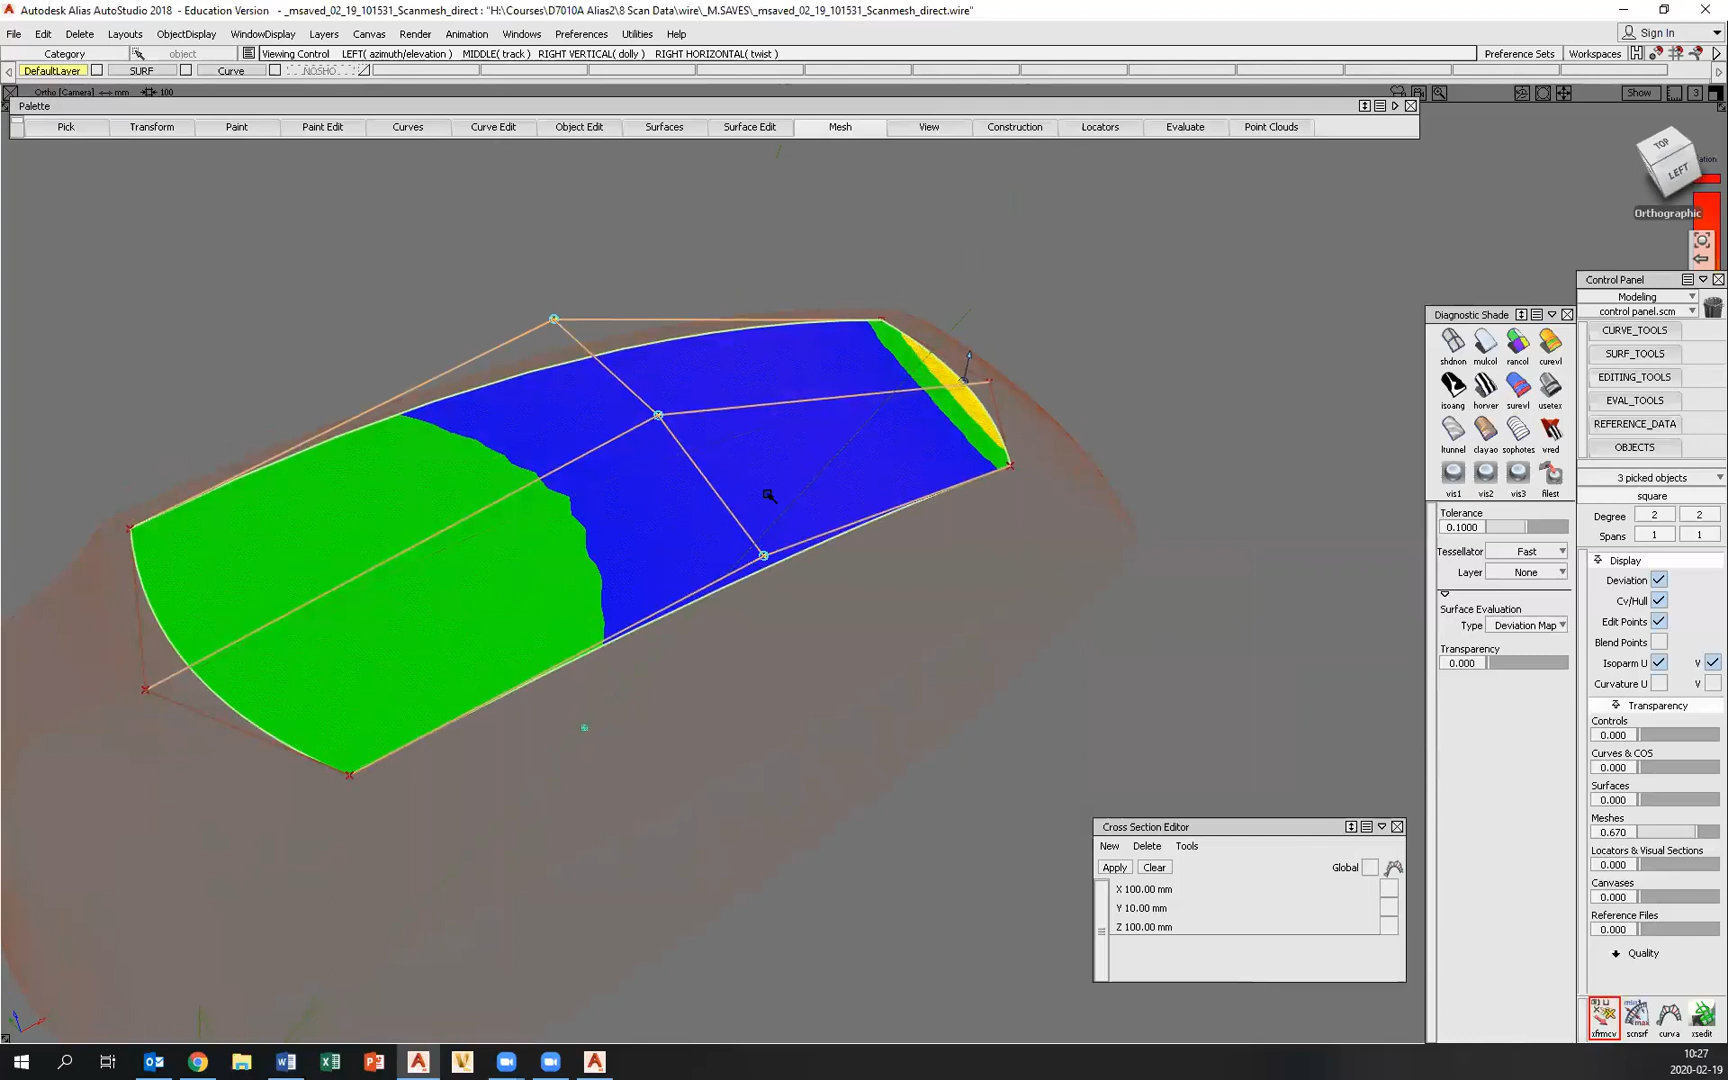 Autodesk Alias AutoStudio 2018 - Education Version - _msaved_02_19_101531_Scanmesh_direct : "H:\Courses\D7010A Alias2\8 Scan Data\wire\_M.SAVES\_msaved_02_19_101531_Scanmesh_direct.wire"
File Edit Delete Layouts ObjectDisplay WindowDisplay Layers Canvas Render Animation Windows Preferences Utilities Help
Sign In
Category object Viewing Control LEFT( azimuth/elevation ) MIDDLE( track ) RIGHT VERTICAL( dolly ) RIGHT HORIZONTAL( twist )
Preference Sets Workspaces
DefaultLayer SURF Curve NOSHO
Ortho [Camera] mm 100
Show 3
Palette
Pick Transform Paint Paint Edit Curves Curve Edit Object Edit Surfaces Surface Edit Mesh View Construction Locators Evaluate Point Clouds
TOP
LEFT
Orthographic
Control Panel
Modeling
control panel.scm
CURVE_TOOLS
SURF_TOOLS
EDITING_TOOLS
EVAL_TOOLS
REFERENCE_DATA
OBJECTS
3 picked objects
square
Degree 2 2
Spans 1 1
Display
Deviation
Cv/Hull
Edit Points
Blend Points
Isoparm U V
Curvature U V
Transparency
Controls
0.000
Curves & COS
0.000
Surfaces
0.000
Meshes
0.670
Locators & Visual Sections
0.000
Canvases
0.000
Reference Files
0.000
Quality
xfrmcv scnsrf curva xsedit
Diagnostic Shade
shdnon mulcol rancol curevl
isoang horver surevl usetex
ltunnel clayao sophotes vred
vis1 vis2 vis3 filest
Tolerance
0.1000
Tessellator Fast
Layer None
Surface Evaluation
Type Deviation Map
Transparency
0.000
Cross Section Editor
New Delete Tools
Apply Clear Global
X 100.00 mm
Y 10.00 mm
Z 100.00 mm
10:27
2020-02-19